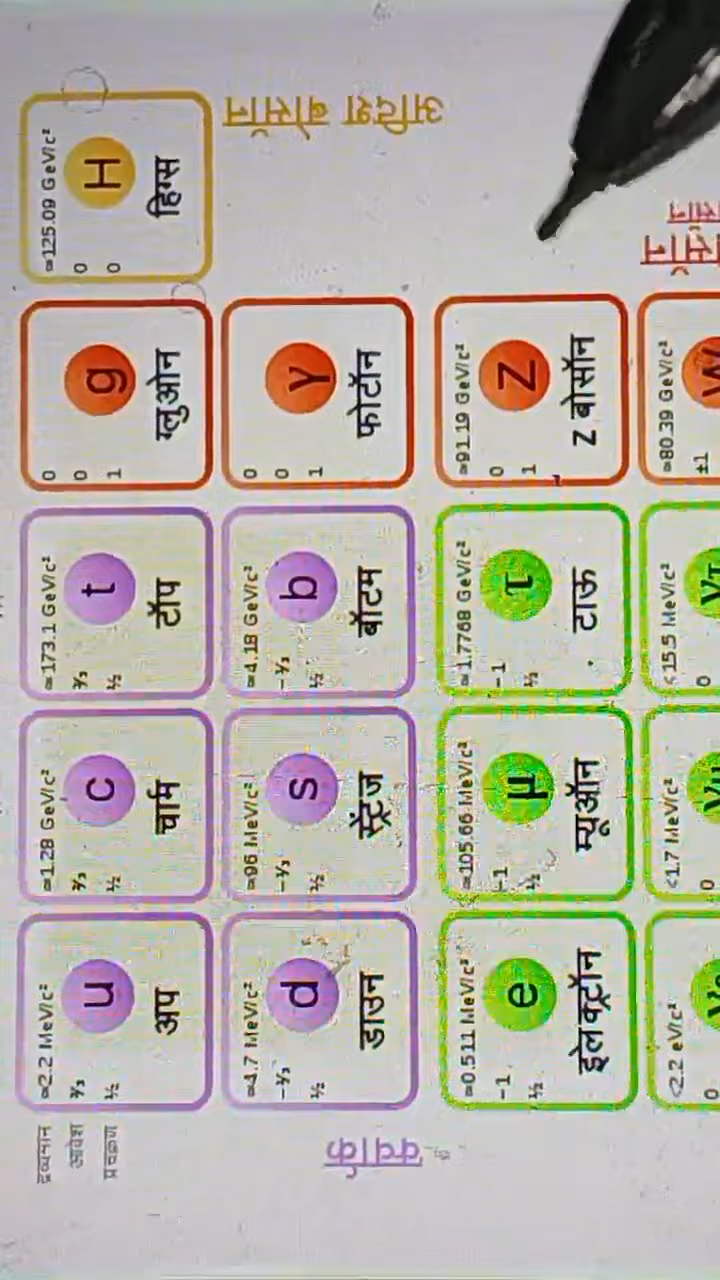 द्रव्यमान
आवेश
प्रचक्रण
≃2.2 MeV/c²
⅔
½
u
अप
≃1.28 GeV/c²
⅔
½
c
चार्म
≃173.1 GeV/c²
⅔
½
t
टॉप
0
0
1
g
ग्लुओन
≃125.09 GeV/c²
0
0
H
हिग्स
अदिश बोसॉन
क्वार्क
≃4.7 MeV/c²
-⅓
½
d
डाउन
≃96 MeV/c²
-⅓
½
s
स्ट्रेंज
≃4.18 GeV/c²
-⅓
½
b
बॉटम
0
0
1
γ
फोटॉन
≃0.511 MeV/c²
-1
½
e
इलेक्ट्रॉन
≃105.66 MeV/c²
-1
½
μ
म्यूऑन
≃1.7768 GeV/c²
-1
½
τ
टाऊ
≃91.19 GeV/c²
0
1
Z
Z बोसॉन
<2.2 eV/c²
0
<1.7 MeV/c²
0
<15.5 MeV/c²
0
≃80.39 GeV/c²
±1
W